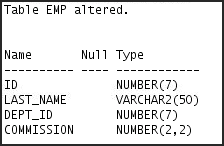 Table EMP altered.
Name Null Type
---------- ---- ------------
ID NUMBER(7)
LAST_NAME VARCHAR2(50)
DEPT_ID NUMBER(7)
COMMISSION NUMBER(2,2)